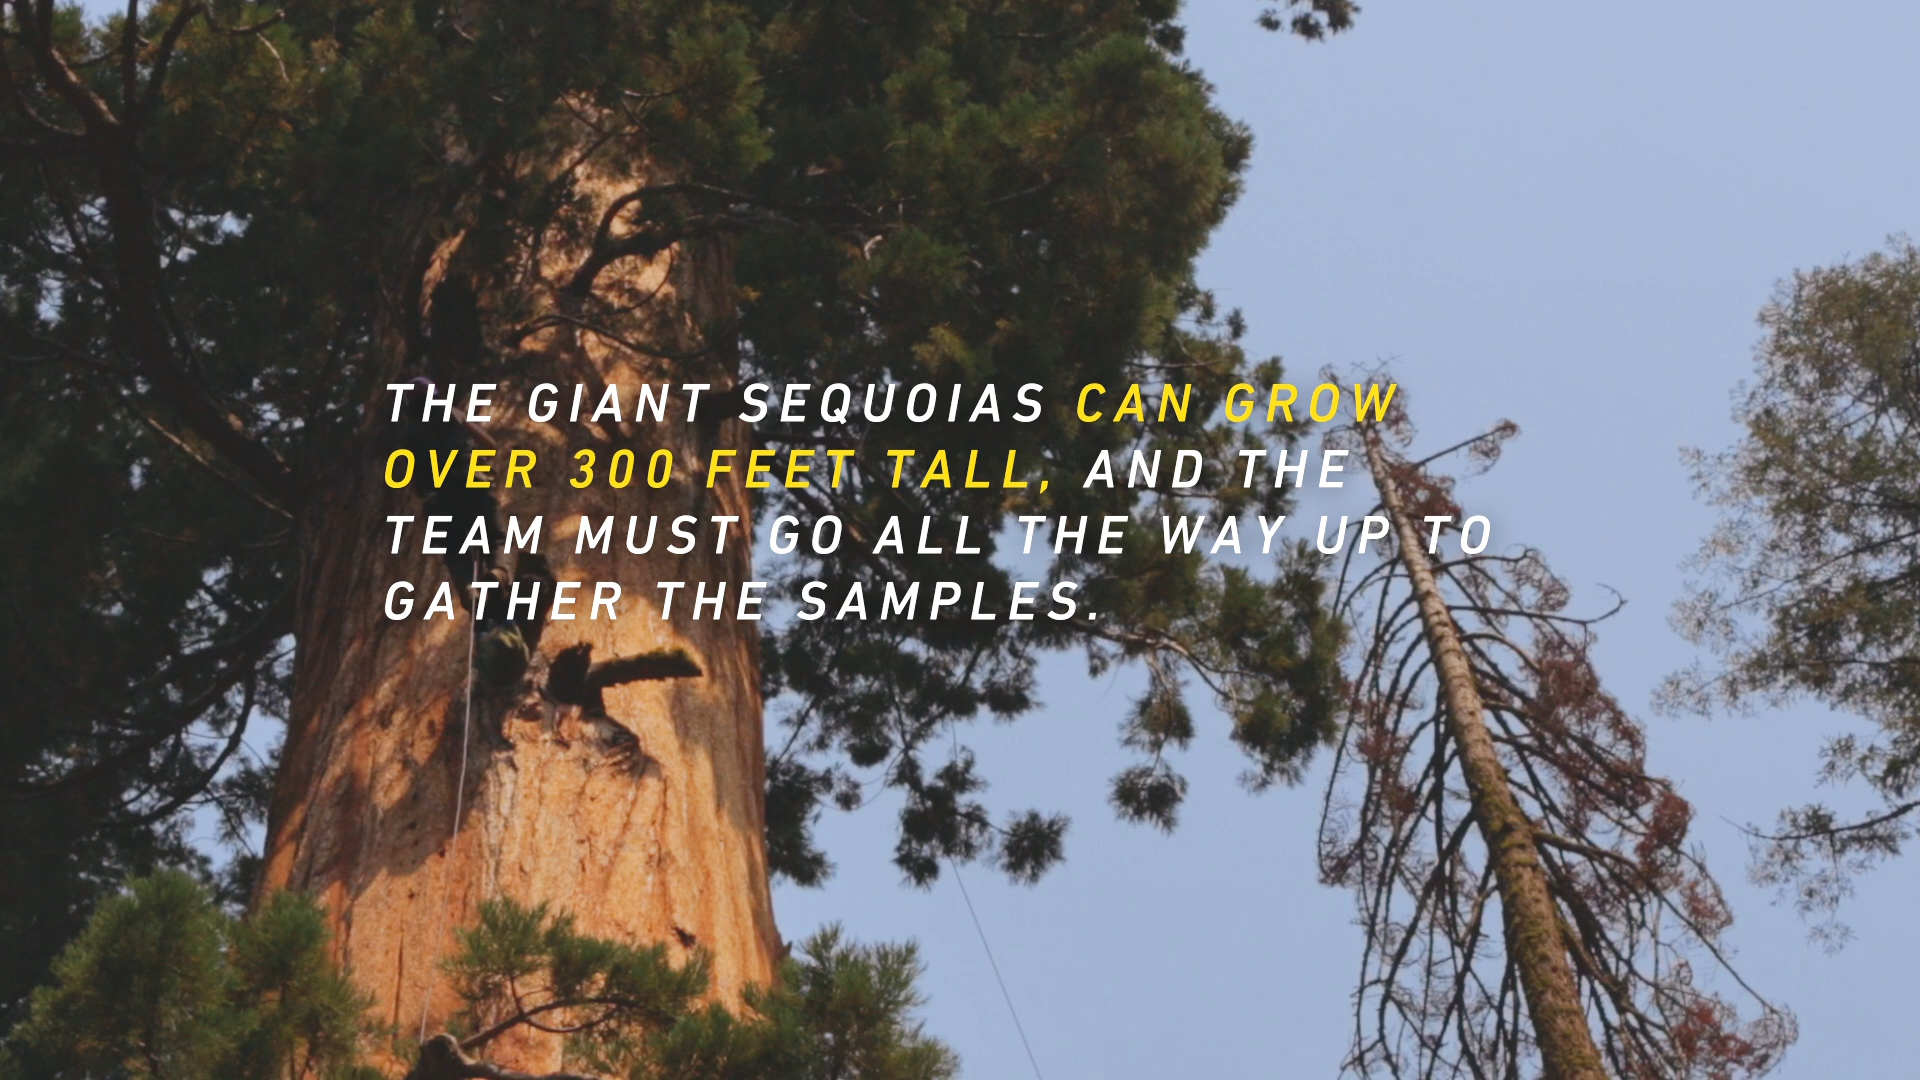 THE GIANT SEQUOIAS CAN GROW
OVER 300 FEET TALL, AND THE
TEAM MUST GO ALL THE WAY UP TO
GATHER THE SAMPLES.